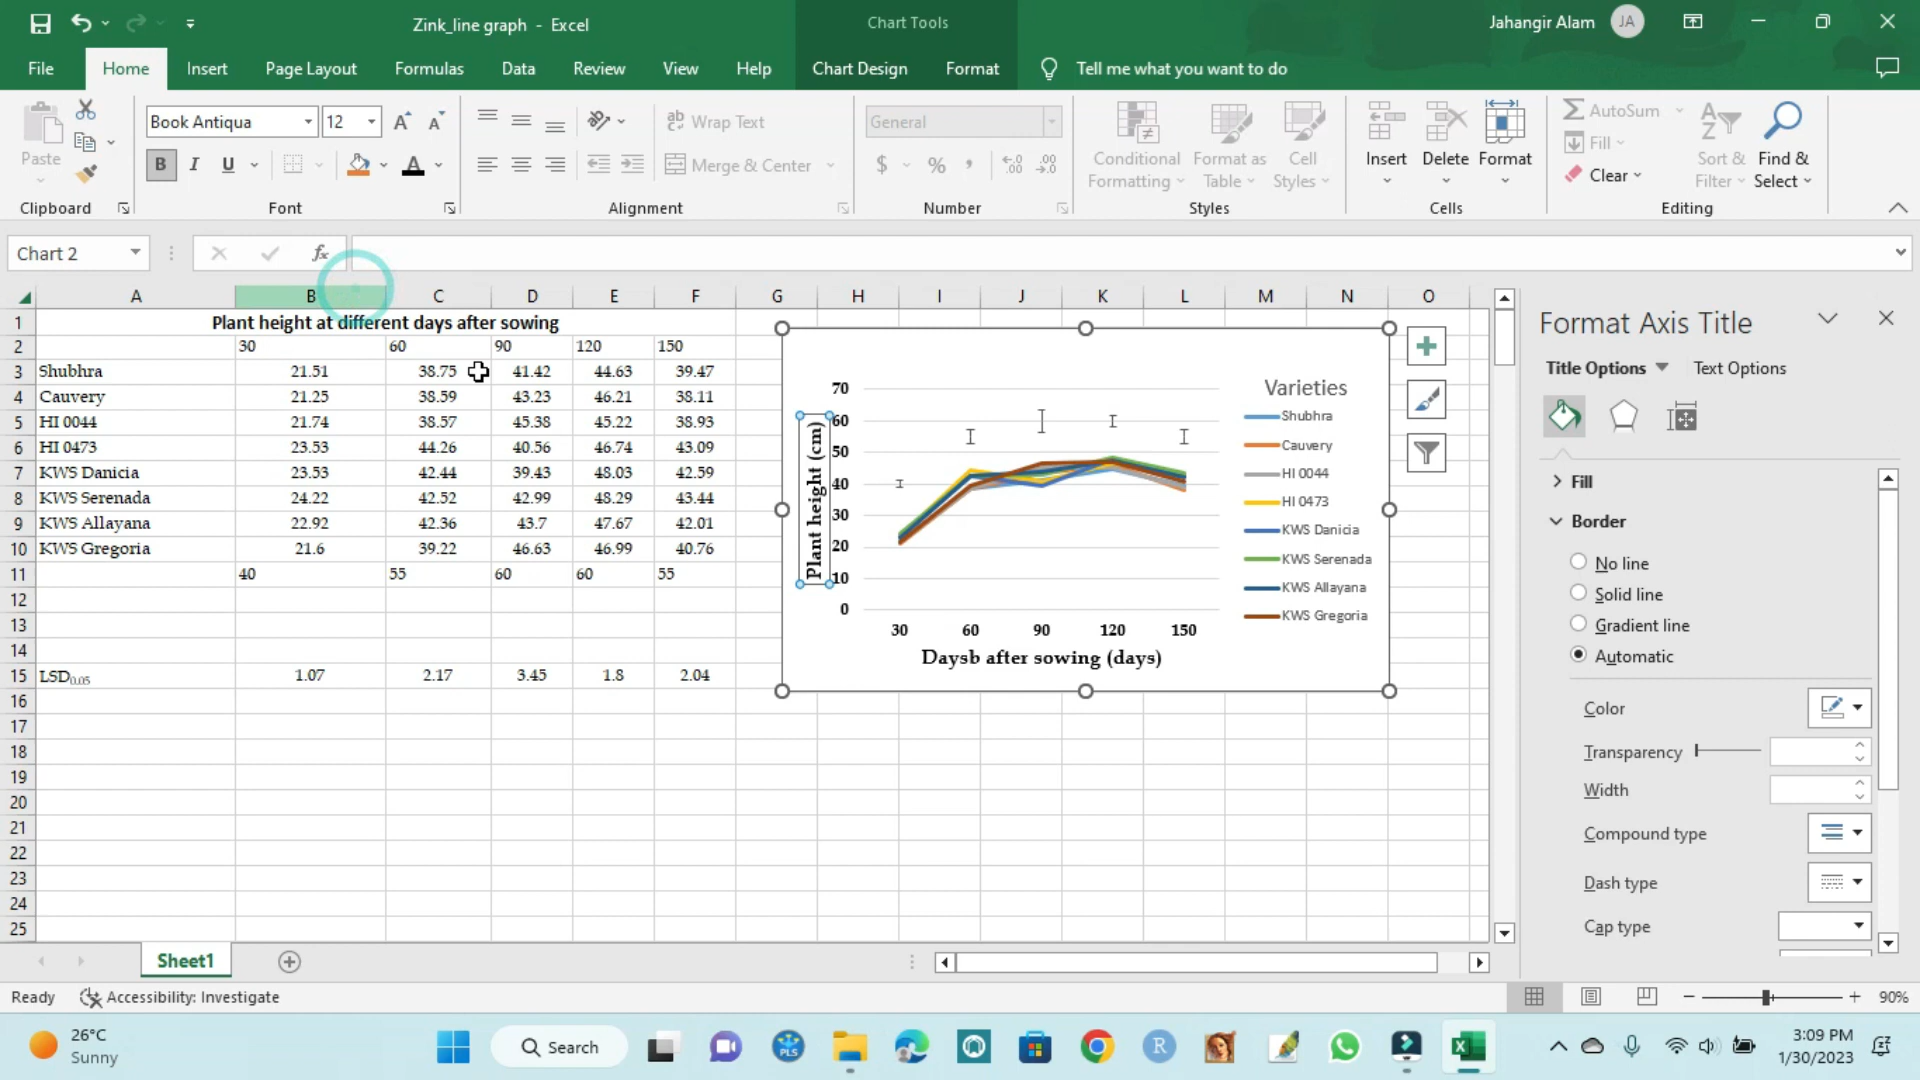 Zink_line graph - Excel
Chart Tools
Jahangir Alam
JA
File
Home
Insert
Page Layout
Formulas
Data
Review
View
Help
Chart Design
Format
Tell me what you want to do
Paste
Clipboard
Book Antiqua
12
B I U
Font
Wrap Text
Merge & Center
Alignment
General
$ % ,
Number
Conditional Formatting
Format as Table
Cell Styles
Styles
Insert
Delete
Format
Cells
AutoSum
Fill
Clear
Sort & Filter
Find & Select
Editing
Chart 2
fx
A B C D E F G H I J K L M N O
1 Plant height at different days after sowing
2 30 60 90 120 150
3 Shubhra 21.51 38.75 41.42 44.63 39.47
4 Cauvery 21.25 38.59 43.23 46.21 38.11
5 HI 0044 21.74 38.57 45.38 45.22 38.93
6 HI 0473 23.53 44.26 40.56 46.74 43.09
7 KWS Danicia 23.53 42.44 39.43 48.03 42.59
8 KWS Serenada 24.22 42.52 42.99 48.29 43.44
9 KWS Allayana 22.92 42.36 43.7 47.67 42.01
10 KWS Gregoria 21.6 39.22 46.63 46.99 40.76
11 40 55 60 60 55
12
13
14
15 LSD0.05 1.07 2.17 3.45 1.8 2.04
16
17
18
19
20
21
22
23
24
25
Plant height (cm)
70
60
50
40
30
20
10
0
30 60 90 120 150
Daysb after sowing (days)
Varieties
Shubhra
Cauvery
HI 0044
HI 0473
KWS Danicia
KWS Serenada
KWS Allayana
KWS Gregoria
Format Axis Title
Title Options
Text Options
Fill
Border
No line
Solid line
Gradient line
Automatic
Color
Transparency
Width
Compound type
Dash type
Cap type
Sheet1
Ready
Accessibility: Investigate
90%
26°C
Sunny
Search
PLS
R
3:09 PM
1/30/2023